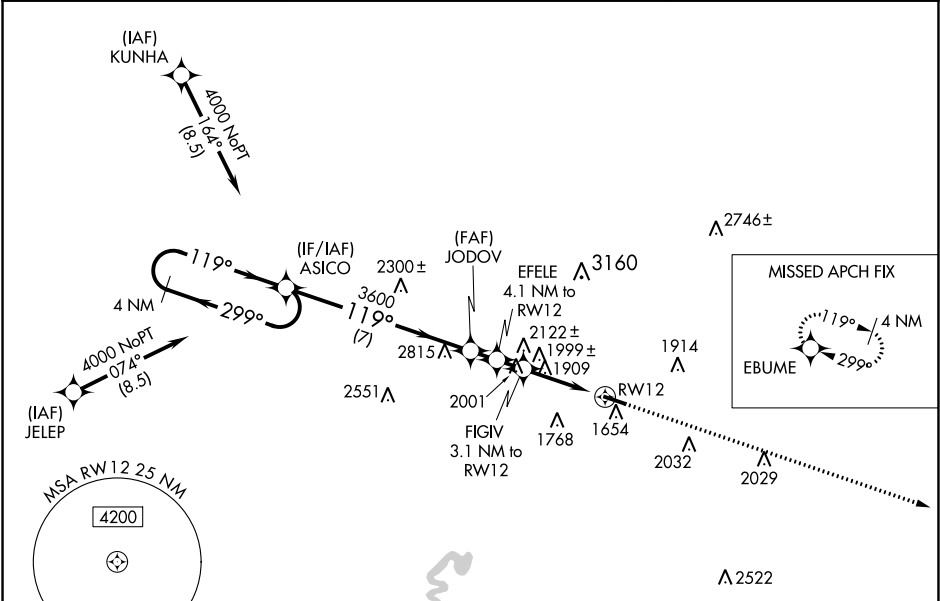 (IAF)
KUNHA
4000 NoPT
164°
(8.5)
2746±
(IF/IAF)
ASICO
(FAF)
JODOV
EFELE
4.1 NM to
RW12
3160
119°
2300±
3600
119°
(7)
4 NM
299°
MISSED APCH FIX
119°
4 NM
EBUME
299°
2122±
1999±
1909
2815
1914
4000 NoPT
074°
(8.5)
2551
2001
RW12
(IAF)
JELEP
FIGIV
3.1 NM to
RW12
1768
1654
2032
2029
MSA RW12 25 NM
4200
2522